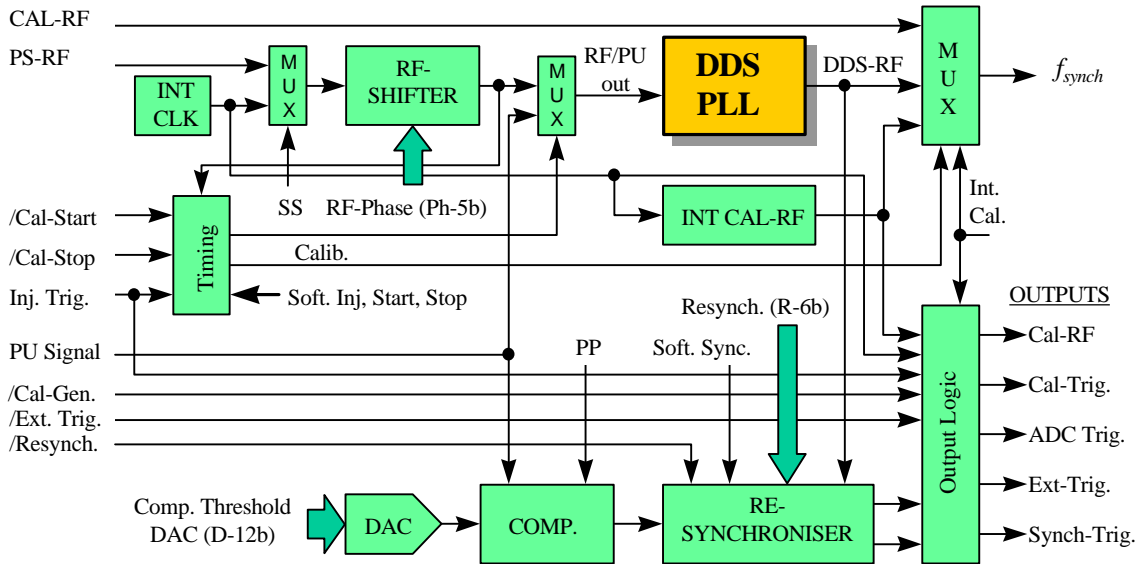 CAL-RF
PS-RF
INT
CLK
M
U
X
RF-
SHIFTER
M
U
X
RF/PU
out
DDS
PLL
DDS-RF
M
U
X
fsynch
SS
RF-Phase (Ph-5b)
INT CAL-RF
Int.
Cal.
/Cal-Start
/Cal-Stop
Inj. Trig.
Timing
Calib.
Soft. Inj, Start, Stop
PU Signal
/Cal-Gen.
/Ext. Trig.
/Resynch.
PP
Soft. Sync.
Resynch. (R-6b)
Comp. Threshold
DAC (D-12b)
DAC
COMP.
RE-
SYNCHRONISER
Output Logic
OUTPUTS
Cal-RF
Cal-Trig.
ADC Trig.
Ext-Trig.
Synch-Trig.